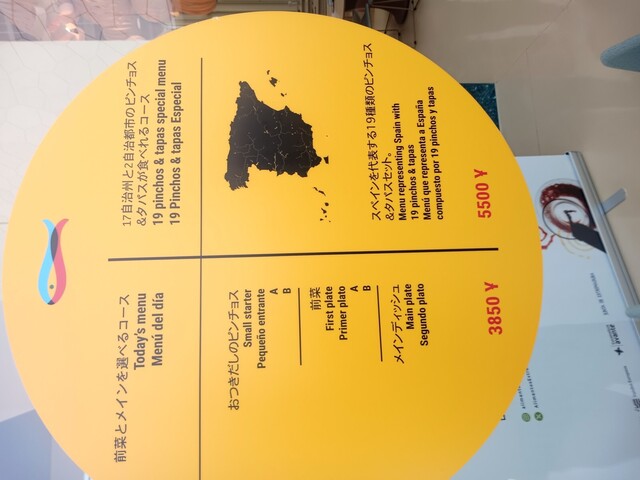 前菜とメインを選べるコース
Today's menu
Menú del día
おつきだしのピンチョス
Small starter
Pequeño entrante
A
B
前菜
First plate
Primer plato
A
B
メインディッシュ
Main plate
Segundo plato
3850 ¥
17自治州と2自治都市のピンチョス
&タパスが食べれるコース
19 pinchos & tapas special menu
19 Pinchos & tapas Especial
スペインを代表する19種類のピンチョス
&タパスセット。
Menu representing Spain with
19 pinchos & tapas
Menú que representa a España
compuesto por 19 pinchos y tapas
5500 ¥